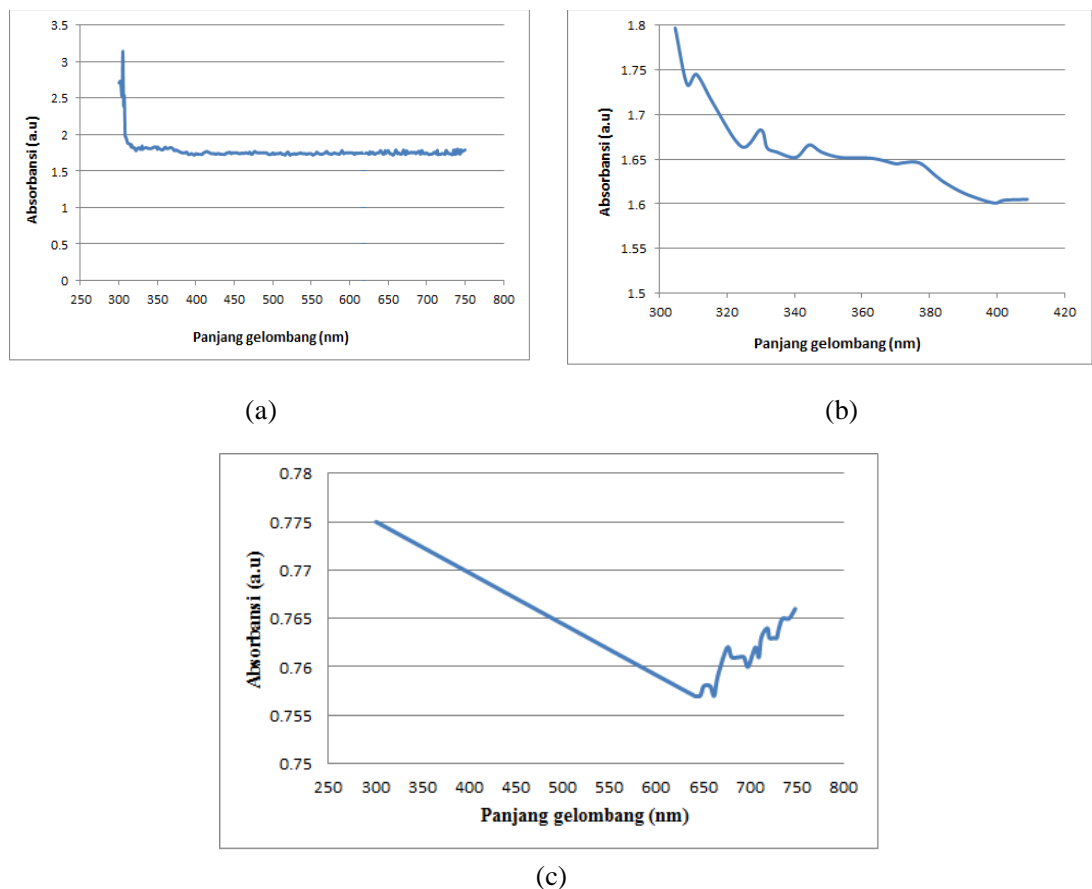 3.5
3
2.5
2
1.5
1
0.5
0
Absorbansi (a.u)
250 300 350 400 450 500 550 600 650 700 750 800
Panjang gelombang (nm)
(a)
1.8
1.75
1.7
1.65
1.6
1.55
1.5
Absorbansi (a.u)
300 320 340 360 380 400 420
Panjang gelombang (nm)
(b)
0.78
0.775
0.77
0.765
0.76
0.755
0.75
Absorbansi (a.u)
250 300 350 400 450 500 550 600 650 700 750 800
Panjang gelombang (nm)
(c)